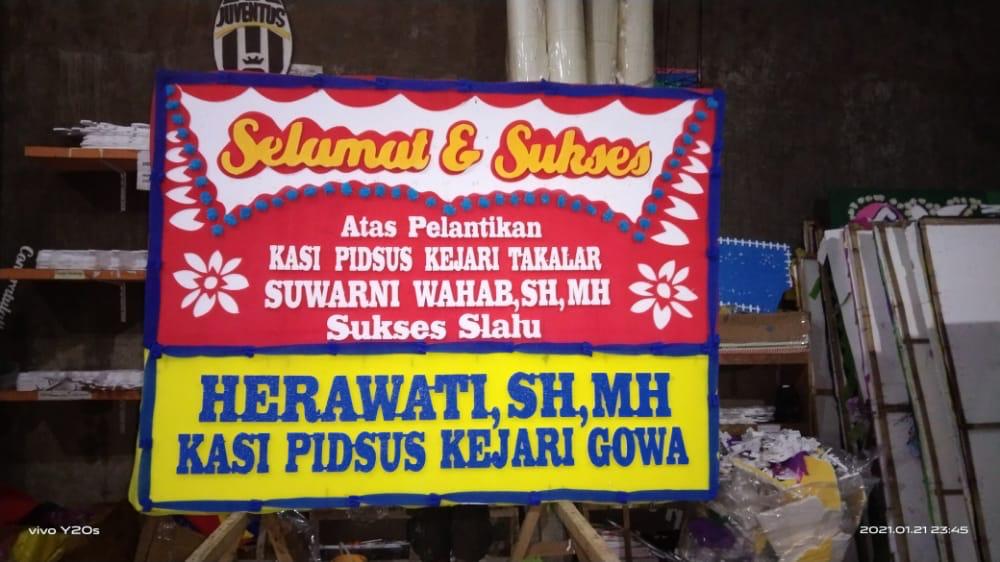 JUVENTUS
Selamat & Sukses
Atas Pelantikan
KASI PIDSUS KEJARI TAKALAR
SUWARNI WAHAB,SH,MH
Sukses Slalu
HERAWATI,SH,MH
KASI PIDSUS KEJARI GOWA
vivo Y20s
2021.01.21 23:45